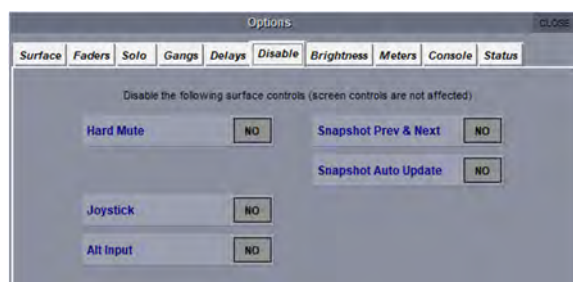 Options CLOSE
Surface Faders Solo Gangs Delays Disable Brightness Meters Console Status
Disable the following surface controls (screen controls are not affected)
Hard Mute NO Snapshot Prev & Next NO
Snapshot Auto Update NO
Joystick NO
Alt Input NO